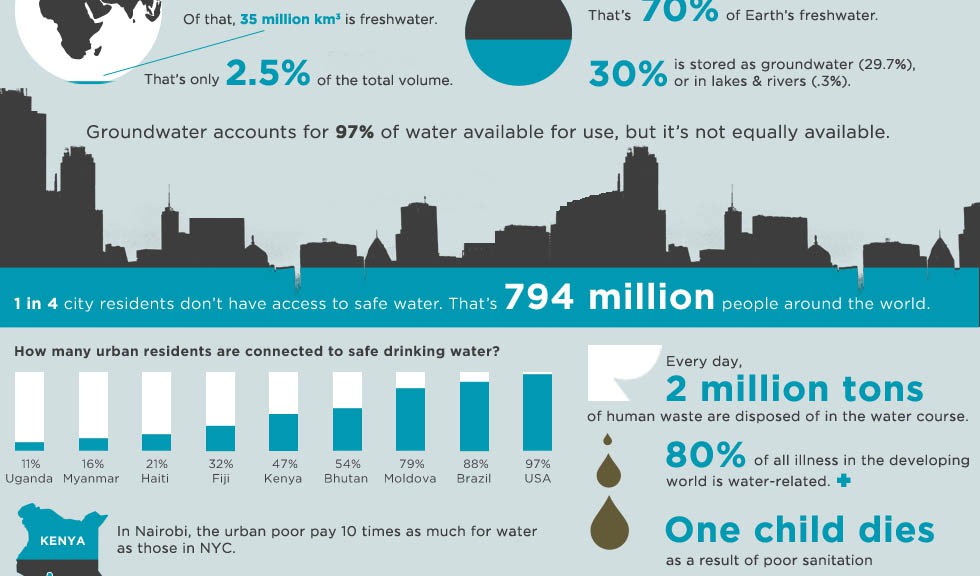 Of that, 35 million km³ is freshwater.
That's only 2.5% of the total volume.
That's 70% of Earth's freshwater.
30% is stored as groundwater (29.7%),
or in lakes & rivers (.3%).
Groundwater accounts for 97% of water available for use, but it's not equally available.
1 in 4 city residents don't have access to safe water. That's 794 million people around the world.
How many urban residents are connected to safe drinking water?
11% 16% 21% 32% 47% 54% 79% 88% 97%
Uganda Myanmar Haiti Fiji Kenya Bhutan Moldova Brazil USA
KENYA
In Nairobi, the urban poor pay 10 times as much for water
as those in NYC.
Every day,
2 million tons
of human waste are disposed of in the water course.
80% of all illness in the developing
world is water-related.
One child dies
as a result of poor sanitation